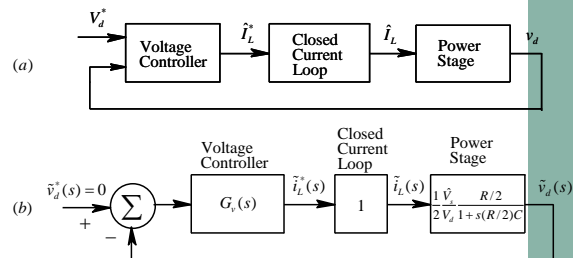 V_d^*
(a)
Voltage Controller
Î_L^*
Closed Current Loop
Î_L
Power Stage
v_d
Voltage Controller
Closed Current Loop
Power Stage
(b)
ṽ_d^*(s) = 0
+
−
Σ
G_v(s)
ĩ_L^*(s)
1
ĩ_L(s)
1/2 V̂_s/V_d R/2 / 1 + s(R/2)C
ṽ_d(s)